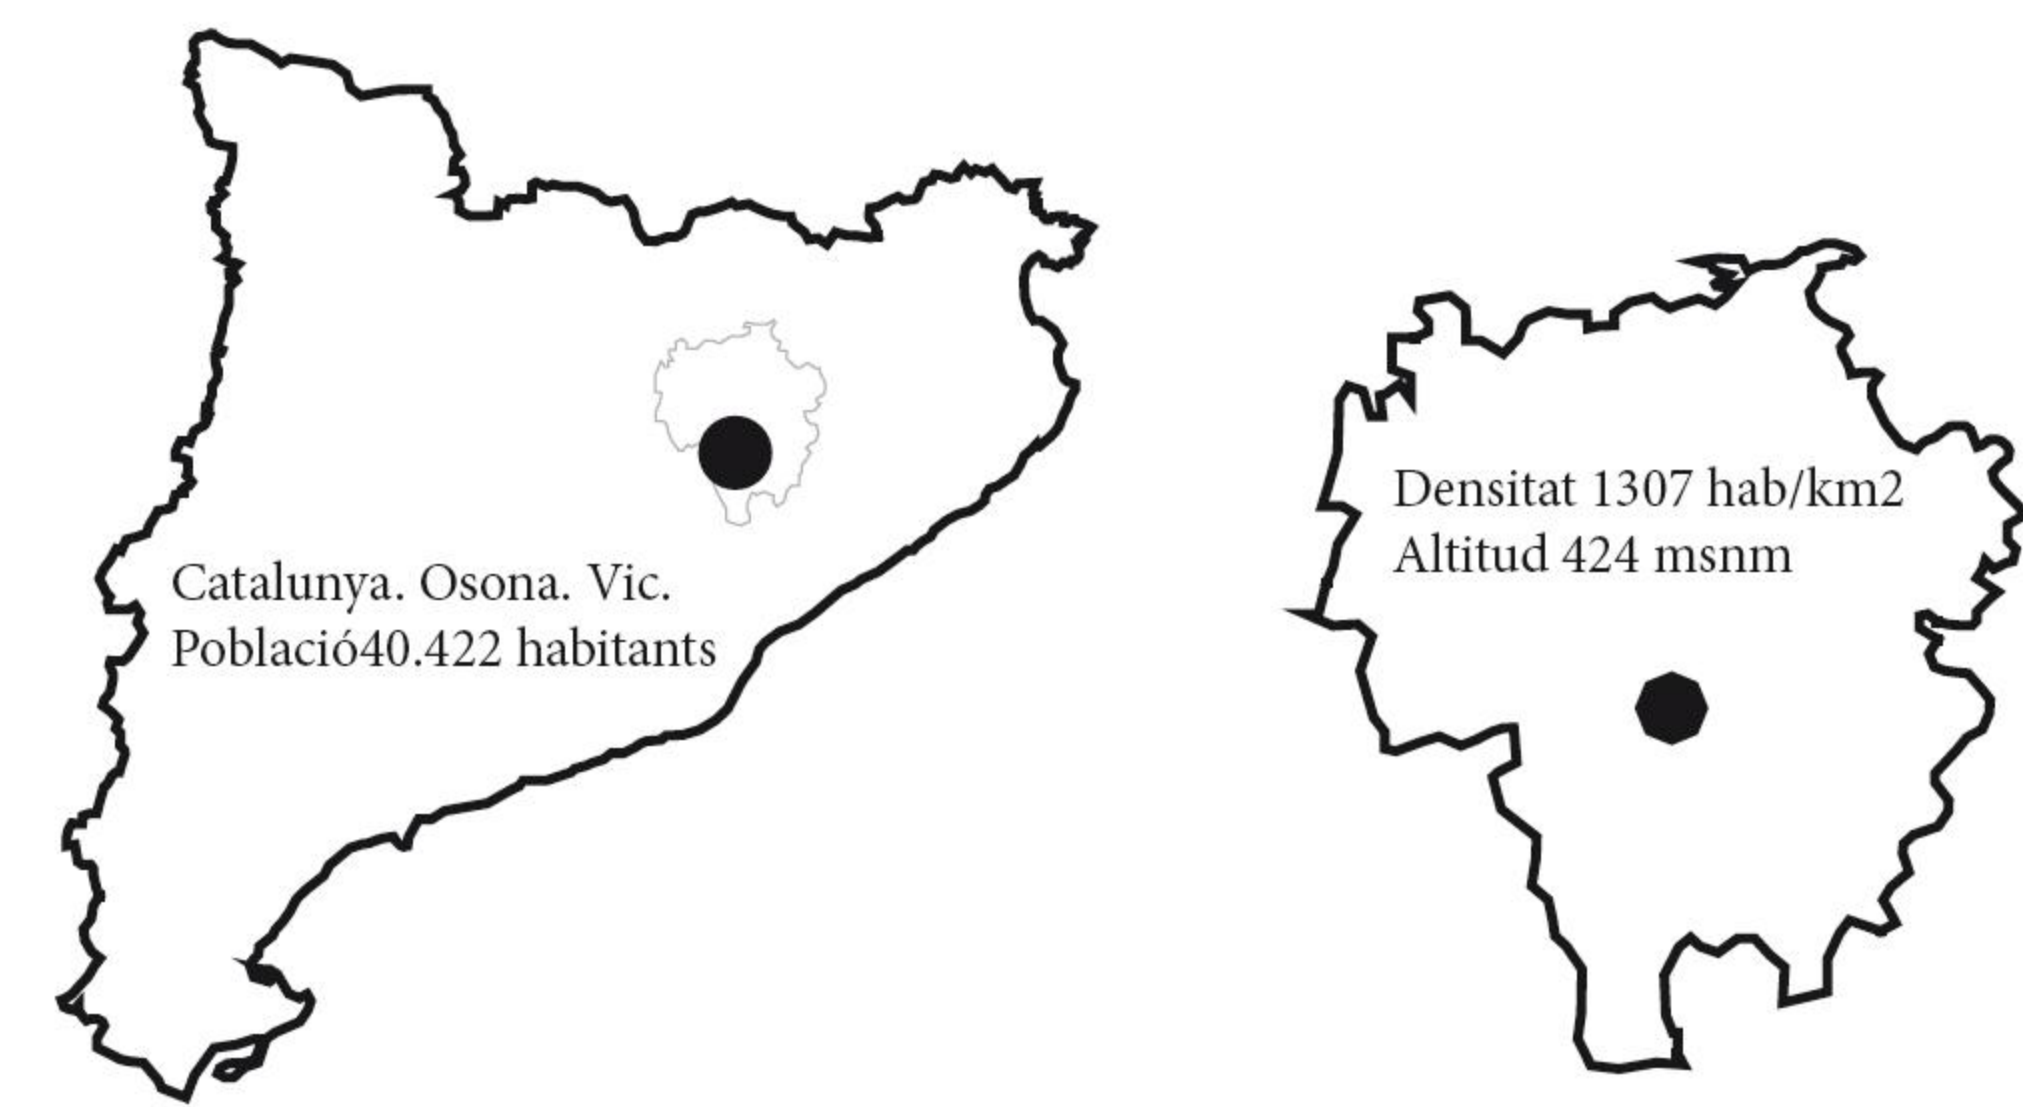 Catalunya. Osona. Vic.
Població40.422 habitants
Densitat 1307 hab/km2
Altitud 424 msnm